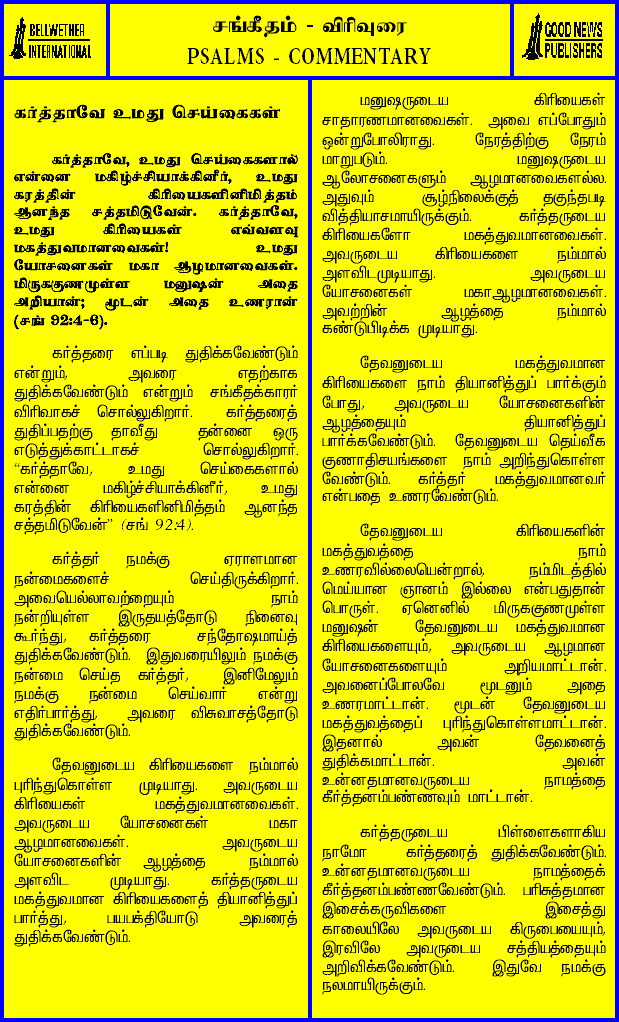 BELLWETHER
INTERNATIONAL
சங்கீதம் - விரிவுரை
PSALMS - COMMENTARY
GOOD NEWS
PUBLISHERS
கர்த்தாவே உமது செய்கைகள்
கர்த்தாவே, உமது செய்கைகளால்
என்னை மகிழ்ச்சியாக்கினீர், உமது
கரத்தின் கிரியைகளினிமித்தம்
ஆனந்த சத்தமிடுவேன். கர்த்தாவே,
உமது கிரியைகள் எவ்வளவு
மகத்துவமானவைகள்! உமது
யோசனைகள் மகா ஆழமானவைகள்.
மிருககுணமுள்ள மனுஷன் அதை
அறியான்; மூடன் அதை உணரான்
(சங் 92:4-6).
கர்த்தரை எப்படி துதிக்கவேண்டும்
என்றும், அவரை எதற்காக
துதிக்கவேண்டும் என்றும் சங்கீதக்காரர்
விரிவாகச் சொல்லுகிறார். கர்த்தரைத்
துதிப்பதற்கு தாவீது தன்னை ஒரு
எடுத்துக்காட்டாகச் சொல்லுகிறார்.
“கர்த்தாவே, உமது செய்கைகளால்
என்னை மகிழ்ச்சியாக்கினீர், உமது
கரத்தின் கிரியைகளினிமித்தம் ஆனந்த
சத்தமிடுவேன்” (சங் 92:4).
கர்த்தர் நமக்கு ஏராளமான
நன்மைகளைச் செய்திருக்கிறார்.
அவையெல்லாவற்றையும் நாம்
நன்றியுள்ள இருதயத்தோடு நினைவு
கூர்ந்து, கர்த்தரை சந்தோஷமாய்த்
துதிக்கவேண்டும். இதுவரையிலும் நமக்கு
நன்மை செய்த கர்த்தர், இனிமேலும்
நமக்கு நன்மை செய்வார் என்று
எதிர்பார்த்து, அவரை விசுவாசத்தோடு
துதிக்கவேண்டும்.
தேவனுடைய கிரியைகளை நம்மால்
புரிந்துகொள்ள முடியாது. அவருடைய
கிரியைகள் மகத்துவமானவைகள்.
அவருடைய யோசனைகள் மகா
ஆழமானவைகள். அவருடைய
யோசனைகளின் ஆழத்தை நம்மால்
அளவிட முடியாது. கர்த்தருடைய
மகத்துவமான கிரியைகளைத் தியானித்துப்
பார்த்து, பயபக்தியோடு அவரைத்
துதிக்கவேண்டும்.
மனுஷருடைய கிரியைகள்
சாதாரணமானவைகள். அவை எப்போதும்
ஒன்றுபோலிராது. நேரத்திற்கு நேரம்
மாறுபடும். மனுஷருடைய
ஆலோசனைகளும் ஆழமானவைகளல்ல.
அதுவும் சூழ்நிலைக்குத் தகுந்தபடி
வித்தியாசமாயிருக்கும். கர்த்தருடைய
கிரியைகளோ மகத்துவமானவைகள்.
அவருடைய கிரியைகளை நம்மால்
அளவிடமுடியாது. அவருடைய
யோசனைகள் மகாஆழமானவைகள்.
அவற்றின் ஆழத்தை நம்மால்
கண்டுபிடிக்க முடியாது.
தேவனுடைய மகத்துவமான
கிரியைகளை நாம் தியானித்துப் பார்க்கும்
போது, அவருடைய யோசனைகளின்
ஆழத்தையும் தியானித்துப்
பார்க்கவேண்டும். தேவனுடைய தெய்வீக
குணாதிசயங்களை நாம் அறிந்துகொள்ள
வேண்டும். கர்த்தர் மகத்துவமானவர்
என்பதை உணரவேண்டும்.
தேவனுடைய கிரியைகளின்
மகத்துவத்தை நாம்
உணரவில்லையென்றால், நம்மிடத்தில்
மெய்யான ஞானம் இல்லை என்பதுதான்
பொருள். ஏனெனில் மிருககுணமுள்ள
மனுஷன் தேவனுடைய மகத்துவமான
கிரியைகளையும், அவருடைய ஆழமான
யோசனைகளையும் அறியமாட்டான்.
அவனைப்போலவே மூடனும் அதை
உணரமாட்டான். மூடன் தேவனுடைய
மகத்துவத்தைப் புரிந்துகொள்ளமாட்டான்.
இதனால் அவன் தேவனைத்
துதிக்கமாட்டான். அவன்
உன்னதமானவருடைய நாமத்தை
கீர்த்தனம்பண்ணவும் மாட்டான்.
கர்த்தருடைய பிள்ளைகளாகிய
நாமோ கர்த்தரைத் துதிக்கவேண்டும்.
உன்னதமானவருடைய நாமத்தைக்
கீர்த்தனம்பண்ணவேண்டும். பரிசுத்தமான
இசைக்கருவிகளை இசைத்து
காலையிலே அவருடைய கிருபையையும்,
இரவிலே அவருடைய சத்தியத்தையும்
அறிவிக்கவேண்டும். இதுவே நமக்கு
நலமாயிருக்கும்.